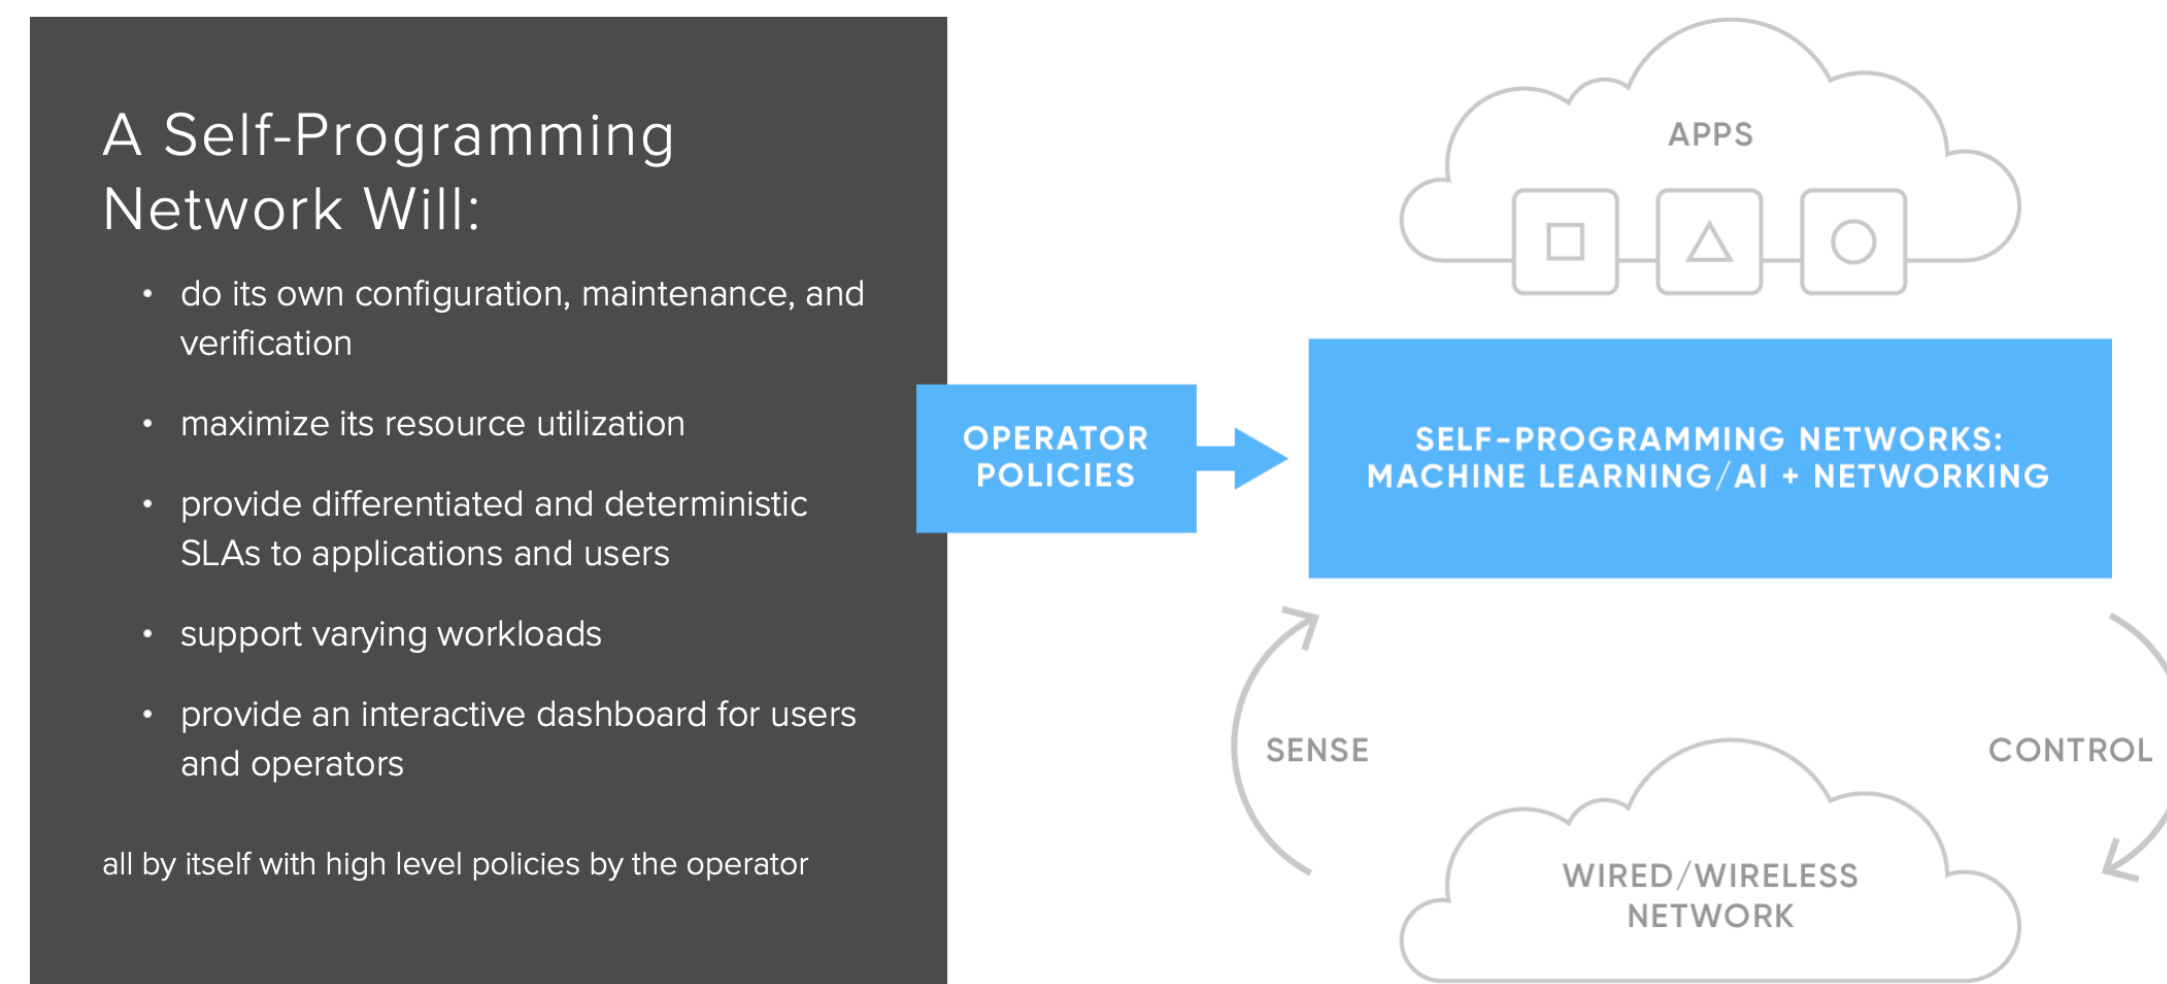 A Self-Programming
Network Will:
• do its own configuration, maintenance, and
verification
• maximize its resource utilization
• provide differentiated and deterministic
SLAs to applications and users
• support varying workloads
• provide an interactive dashboard for users
and operators
all by itself with high level policies by the operator
OPERATOR
POLICIES
APPS
SELF-PROGRAMMING NETWORKS:
MACHINE LEARNING/AI + NETWORKING
SENSE
CONTROL
WIRED/WIRELESS
NETWORK